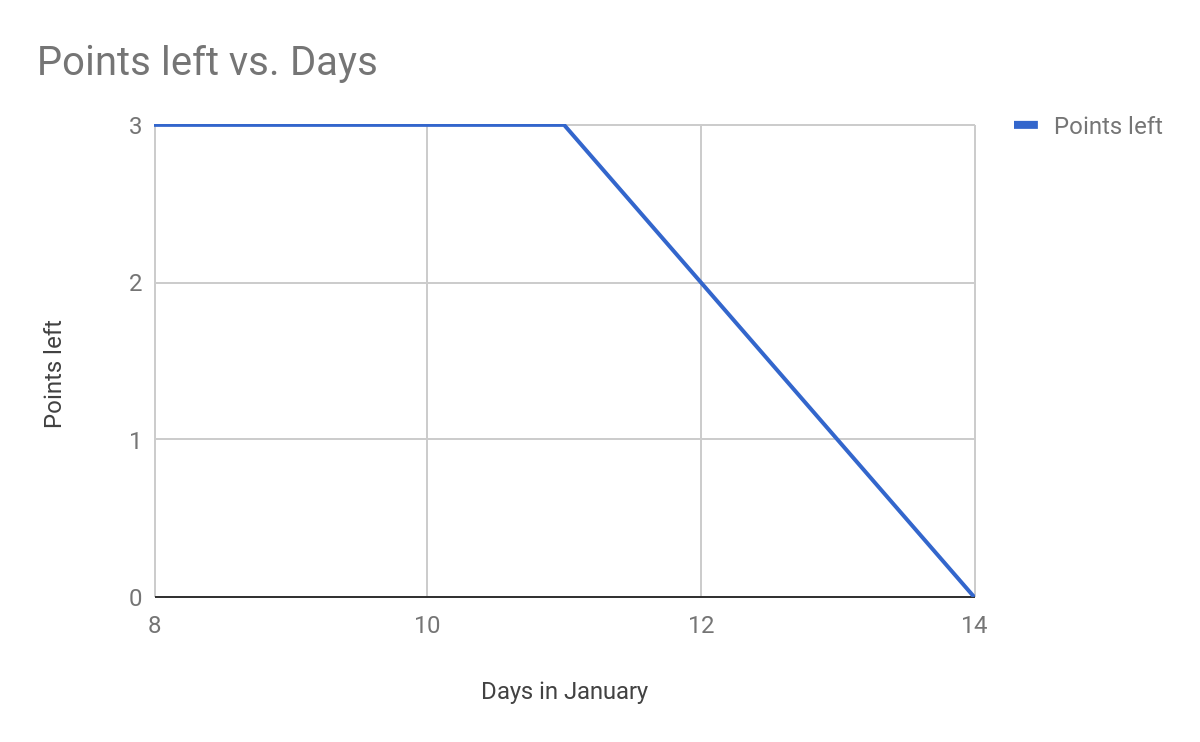 Points left vs. Days
Points left
3
2
1
0
Points left
8 10 12 14
Days in January